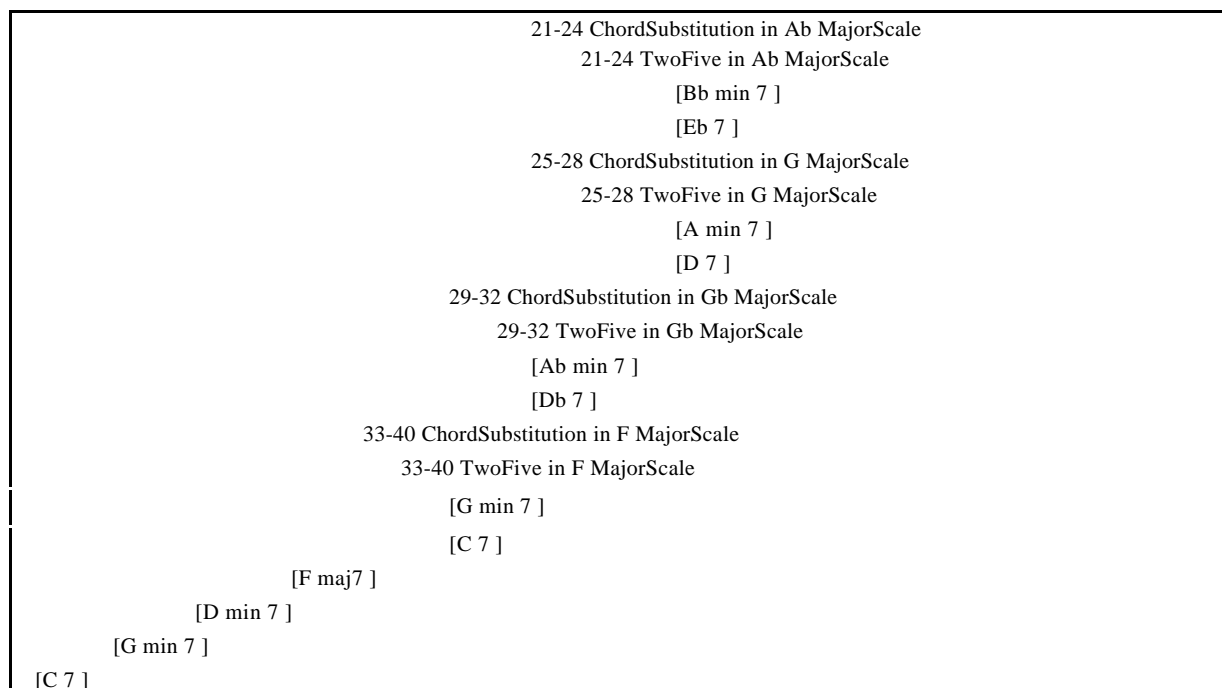 21-24 ChordSubstitution in Ab MajorScale
21-24 TwoFive in Ab MajorScale
[Bb min 7 ]
[Eb 7 ]
25-28 ChordSubstitution in G MajorScale
25-28 TwoFive in G MajorScale
[A min 7 ]
[D 7 ]
29-32 ChordSubstitution in Gb MajorScale
29-32 TwoFive in Gb MajorScale
[Ab min 7 ]
[Db 7 ]
33-40 ChordSubstitution in F MajorScale
33-40 TwoFive in F MajorScale
[G min 7 ]
[C 7 ]
[F maj7 ]
[D min 7 ]
[G min 7 ]
[C 7 ]